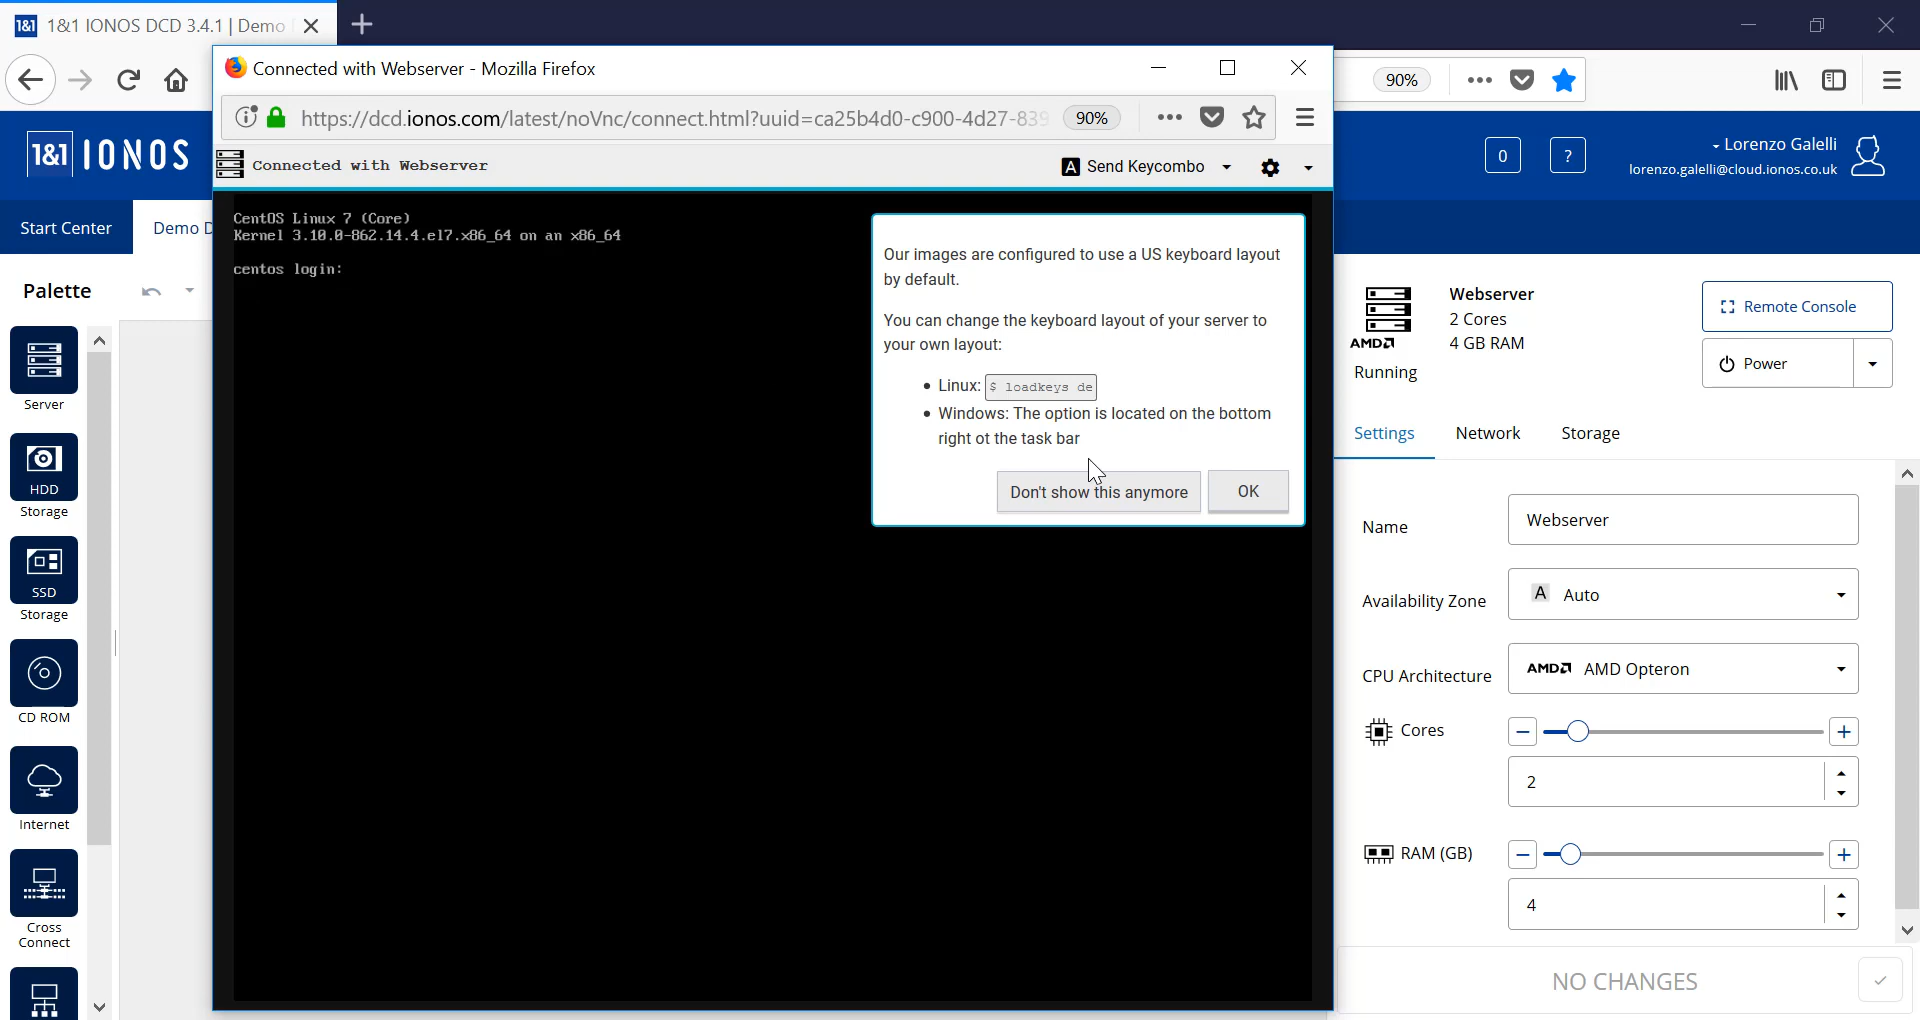 1&1 IONOS DCD 3.4.1 | Demo
90%
Connected with Webserver - Mozilla Firefox
https://dcd.ionos.com/latest/noVnc/connect.html?uuid=ca25b4d0-c900-4d27-839
90%
1&1 IONOS
0
?
Lorenzo Galelli
lorenzo.galelli@cloud.ionos.co.uk
Connected with Webserver
A Send Keycombo
Start Center
Demo D
CentOS Linux 7 (Core)
Kernel 3.10.0-862.14.4.el7.x86_64 on an x86_64
centos login:
Our images are configured to use a US keyboard layout
by default.
You can change the keyboard layout of your server to
your own layout:
• Linux: $ loadkeys de
• Windows: The option is located on the bottom
right ot the task bar
Don't show this anymore
OK
Palette
Server
HDD
Storage
SSD
Storage
CD ROM
Internet
Cross
Connect
AMD
Running
Webserver
2 Cores
4 GB RAM
Remote Console
Power
Settings
Network
Storage
Name
Webserver
Availability Zone
A Auto
CPU Architecture
AMD AMD Opteron
Cores
2
RAM (GB)
4
NO CHANGES